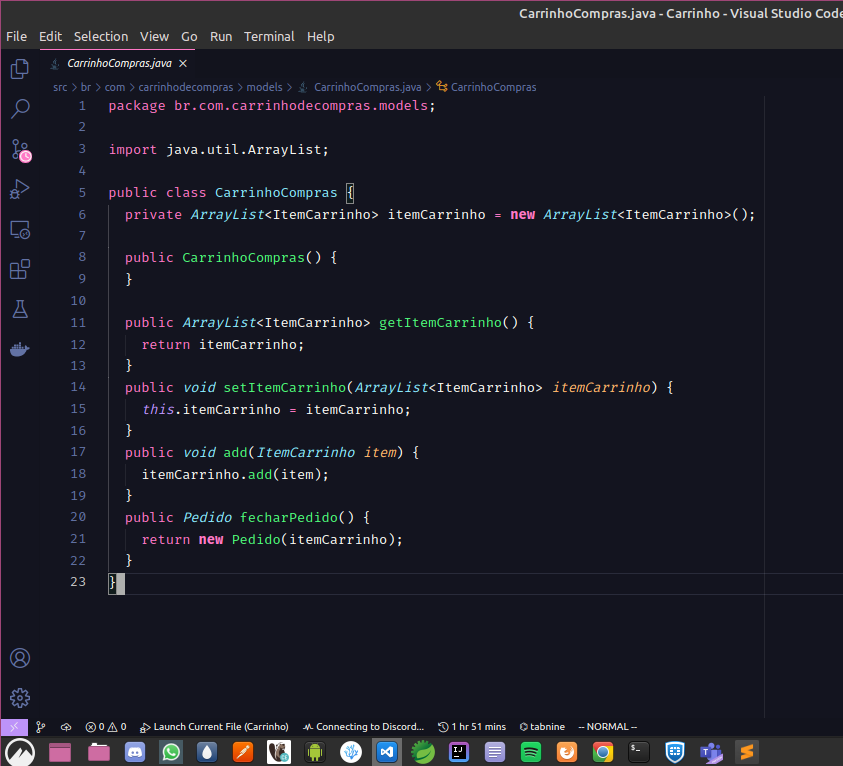 CarrinhoCompras.java - Carrinho - Visual Studio Code
File Edit Selection View Go Run Terminal Help
CarrinhoCompras.java ×
src > br > com > carrinhodecompras > models > CarrinhoCompras.java > CarrinhoCompras
1 package br.com.carrinhodecompras.models;
2
3 import java.util.ArrayList;
4
5 public class CarrinhoCompras {
6 private ArrayList<ItemCarrinho> itemCarrinho = new ArrayList<ItemCarrinho>();
7
8 public CarrinhoCompras() {
9 }
10
11 public ArrayList<ItemCarrinho> getItemCarrinho() {
12 return itemCarrinho;
13 }
14 public void setItemCarrinho(ArrayList<ItemCarrinho> itemCarrinho) {
15 this.itemCarrinho = itemCarrinho;
16 }
17 public void add(ItemCarrinho item) {
18 itemCarrinho.add(item);
19 }
20 public Pedido fecharPedido() {
21 return new Pedido(itemCarrinho);
22 }
23 }
0 0 Launch Current File (Carrinho) Connecting to Discord... 1 hr 51 mins tabnine -- NORMAL --
IJ $_